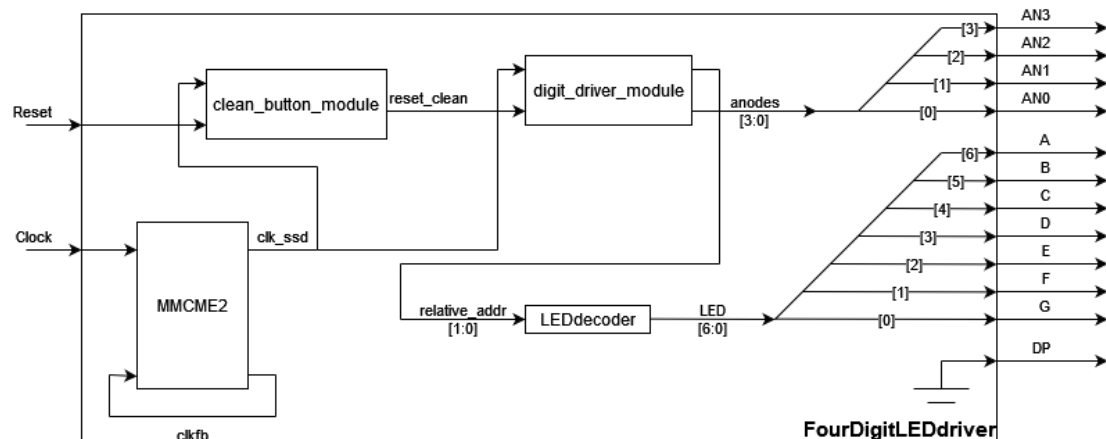 AN3
[3]
AN2
[2]
AN1
[1]
AN0
[0]
Reset
clean_button_module
reset_clean
digit_driver_module
anodes
[3:0]
A
[6]
B
[5]
C
[4]
D
[3]
E
[2]
F
[1]
G
[0]
Clock
clk_ssd
MMCME2
relative_addr
[1:0]
LEDdecoder
LED
[6:0]
DP
clkfb
FourDigitLEDdriver